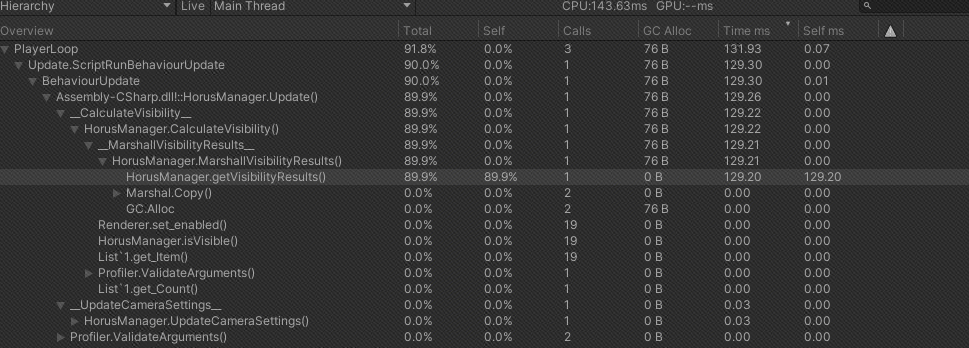 Hierarchy Live Main Thread CPU:143.63ms GPU:--ms
Overview Total Self Calls GC Alloc Time ms Self ms
PlayerLoop 91.8% 0.0% 3 76 B 131.93 0.07
Update.ScriptRunBehaviourUpdate 90.0% 0.0% 1 76 B 129.30 0.00
BehaviourUpdate 90.0% 0.0% 1 76 B 129.30 0.01
Assembly-CSharp.dll!::HorusManager.Update() 89.9% 0.0% 1 76 B 129.26 0.00
__CalculateVisibility__ 89.9% 0.0% 1 76 B 129.22 0.00
HorusManager.CalculateVisibility() 89.9% 0.0% 1 76 B 129.22 0.00
__MarshallVisibilityResults__ 89.9% 0.0% 1 76 B 129.21 0.00
HorusManager.MarshallVisibilityResults() 89.9% 0.0% 1 76 B 129.21 0.00
HorusManager.getVisibilityResults() 89.9% 89.9% 1 0 B 129.20 129.20
Marshal.Copy() 0.0% 0.0% 2 0 B 0.00 0.00
GC.Alloc 0.0% 0.0% 2 76 B 0.00 0.00
Renderer.set_enabled() 0.0% 0.0% 19 0 B 0.00 0.00
HorusManager.isVisible() 0.0% 0.0% 19 0 B 0.00 0.00
List`1.get_Item() 0.0% 0.0% 19 0 B 0.00 0.00
Profiler.ValidateArguments() 0.0% 0.0% 1 0 B 0.00 0.00
List`1.get_Count() 0.0% 0.0% 1 0 B 0.00 0.00
__UpdateCameraSettings__ 0.0% 0.0% 1 0 B 0.03 0.00
HorusManager.UpdateCameraSettings() 0.0% 0.0% 1 0 B 0.03 0.00
Profiler.ValidateArguments() 0.0% 0.0% 2 0 B 0.00 0.00